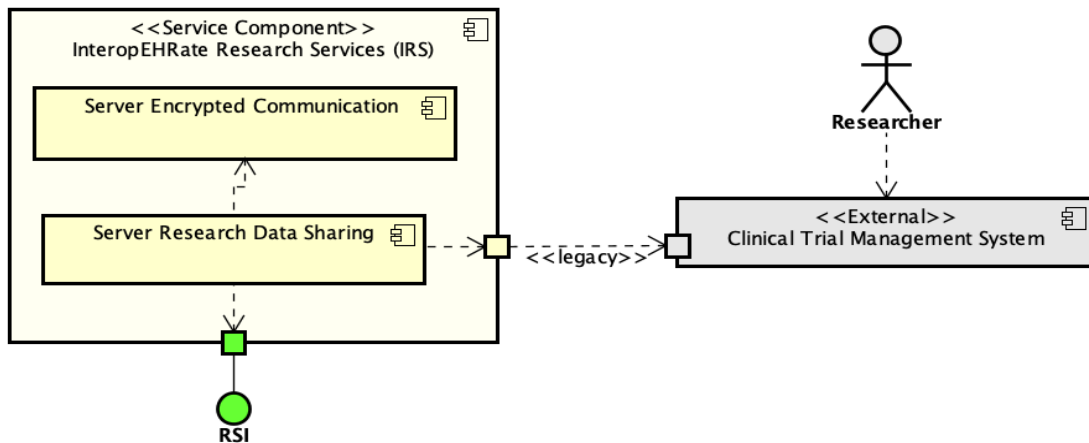 <<Service Component>>
InteropEHRate Research Services (IRS)
Server Encrypted Communication
Server Research Data Sharing
<<legacy>>
RSI
Researcher
<<External>>
Clinical Trial Management System